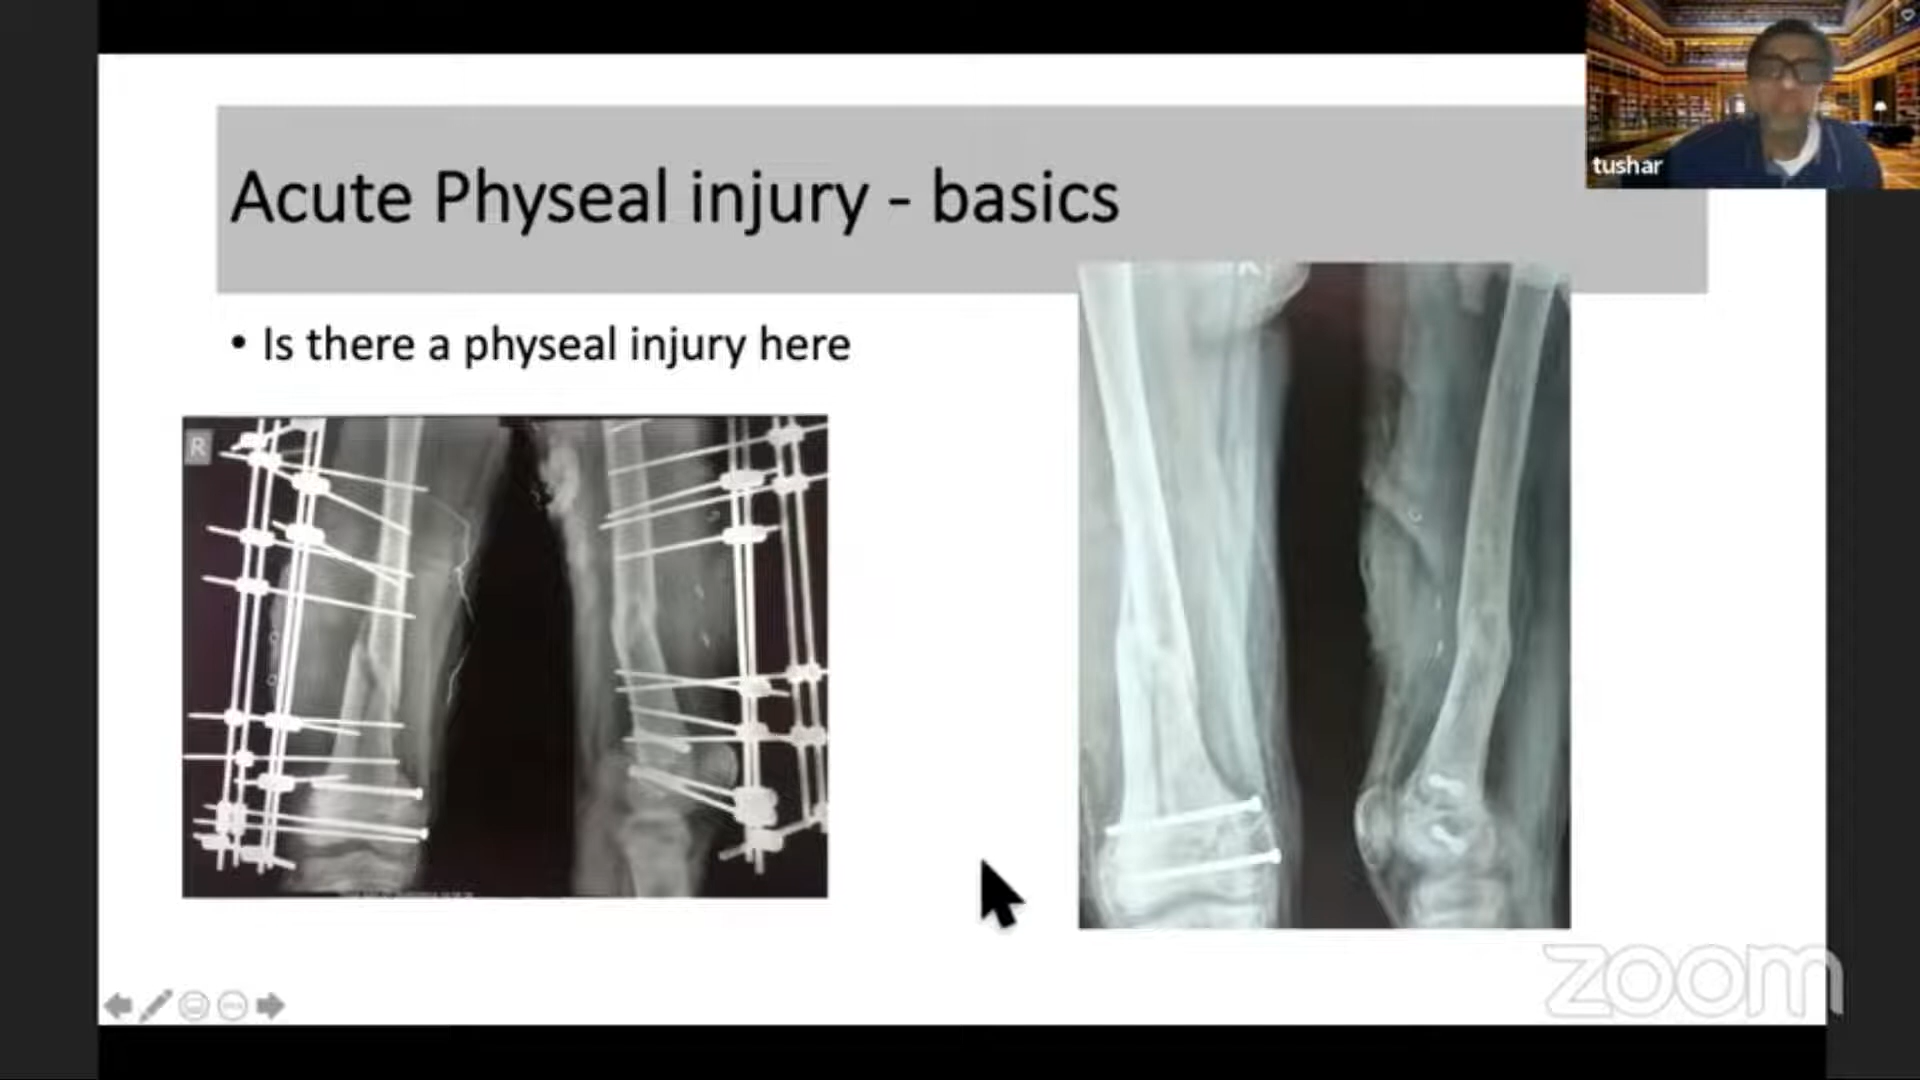 tushar
Acute Physeal injury - basics
• Is there a physeal injury here
R
zoom